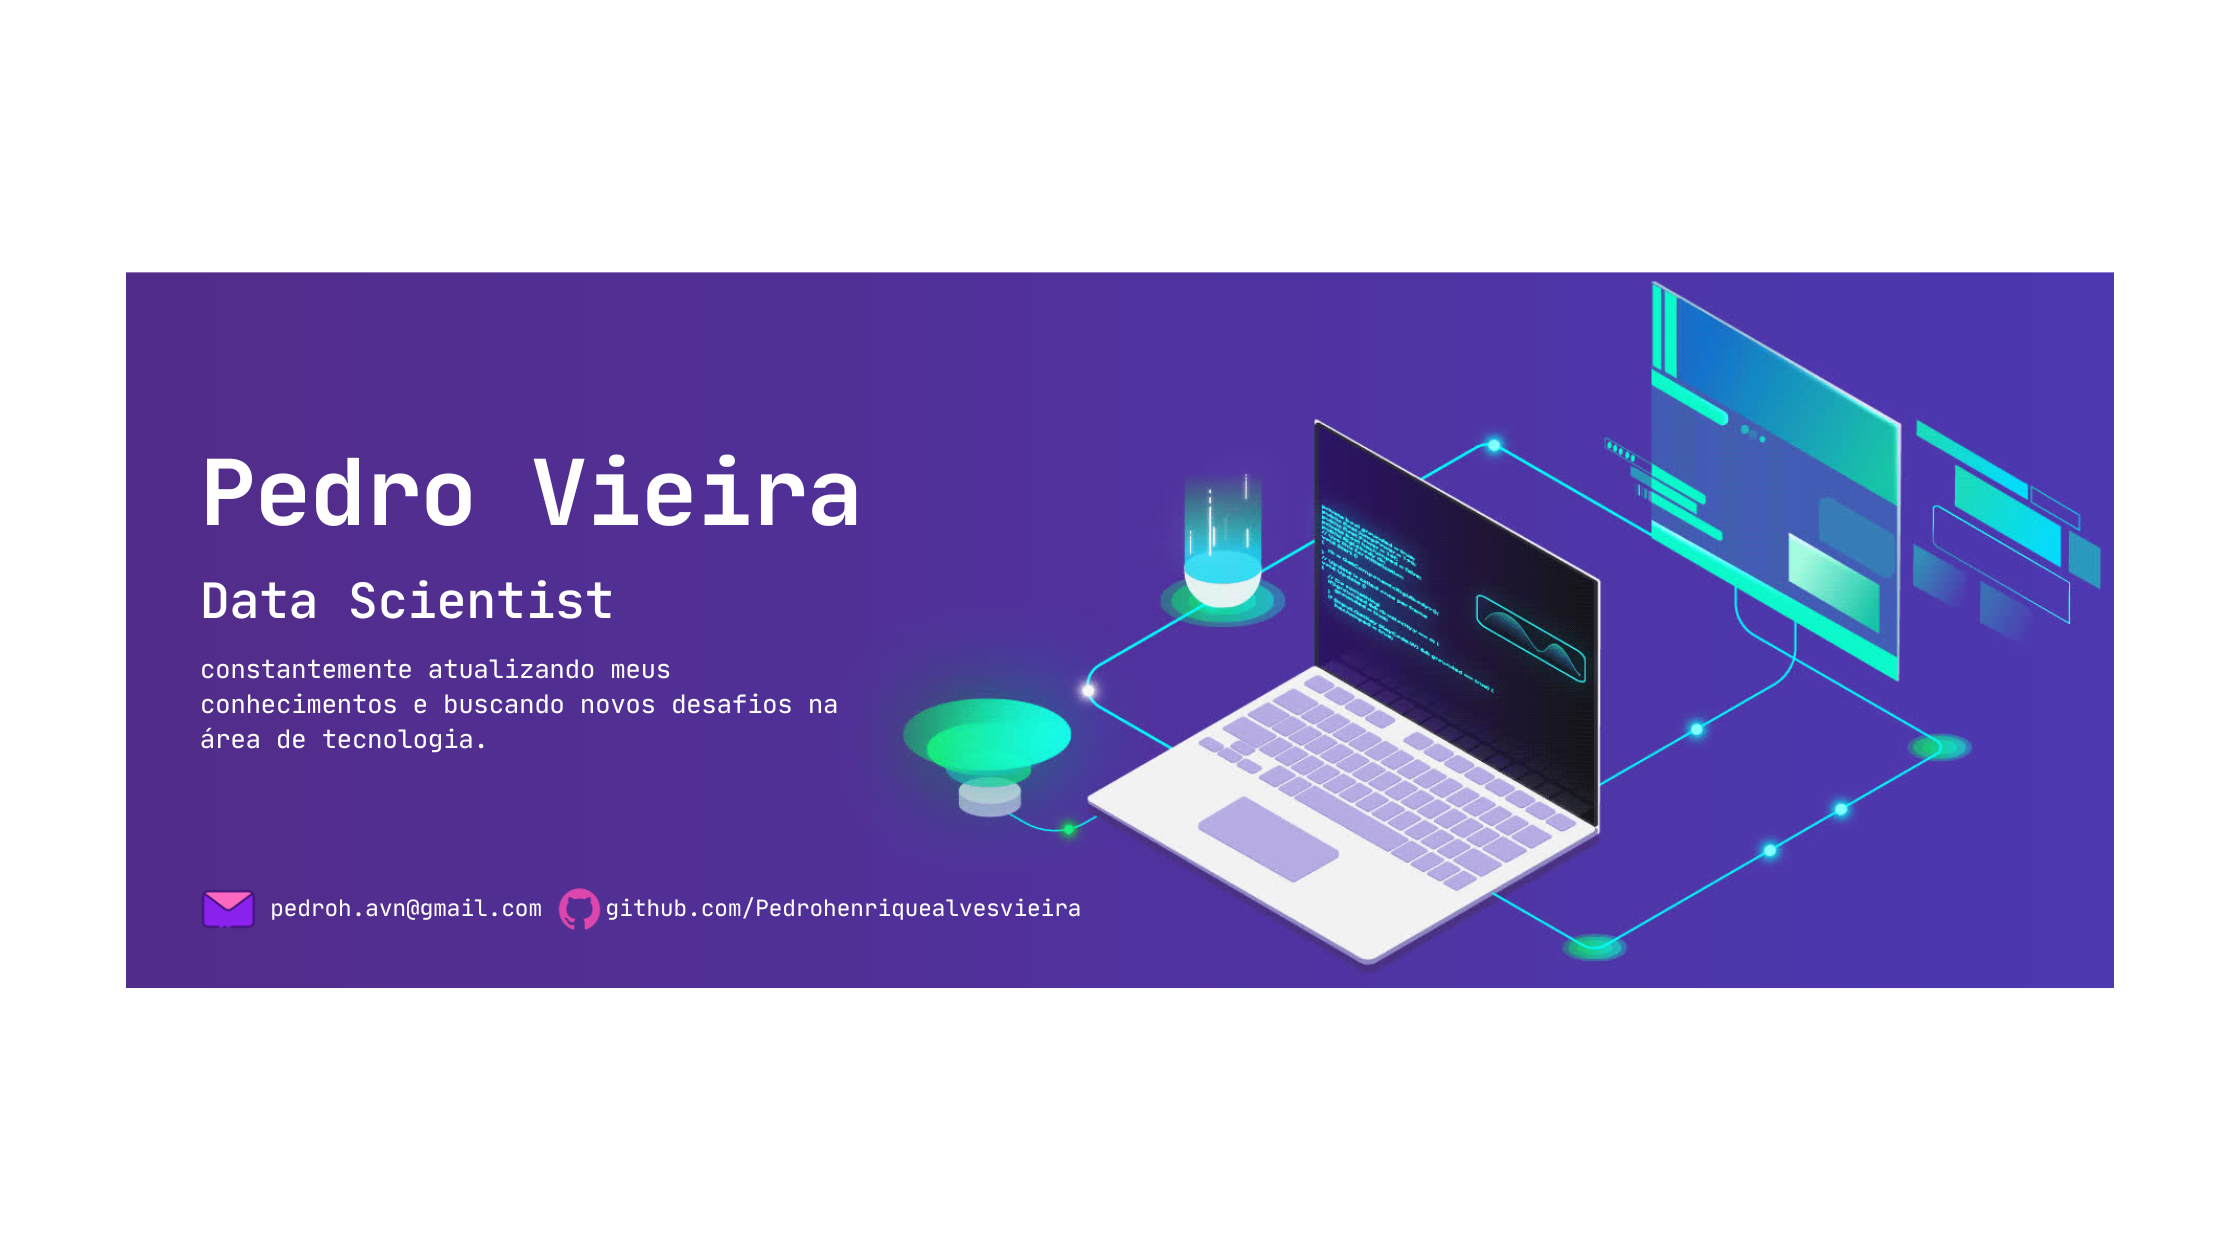 Pedro Vieira
Data Scientist
constantemente atualizando meus
conhecimentos e buscando novos desafios na
área de tecnologia.
pedroh.avn@gmail.com github.com/Pedrohenriquealvesvieira